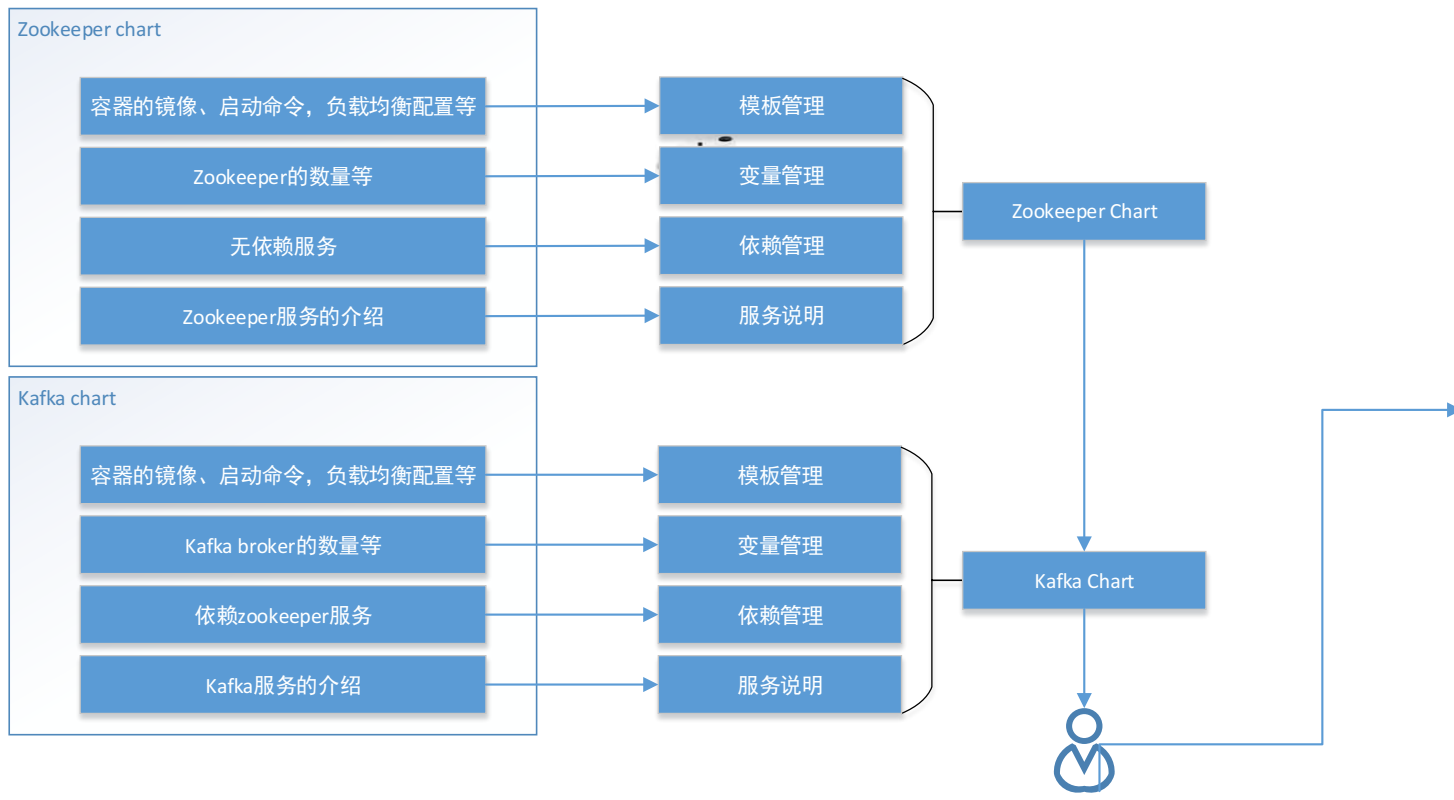 Zookeeper chart
容器的镜像、启动命令，负载均衡配置等
模板管理
Zookeeper的数量等
变量管理
Zookeeper Chart
无依赖服务
依赖管理
Zookeeper服务的介绍
服务说明
Kafka chart
容器的镜像、启动命令，负载均衡配置等
模板管理
Kafka broker的数量等
变量管理
Kafka Chart
依赖zookeeper服务
依赖管理
Kafka服务的介绍
服务说明